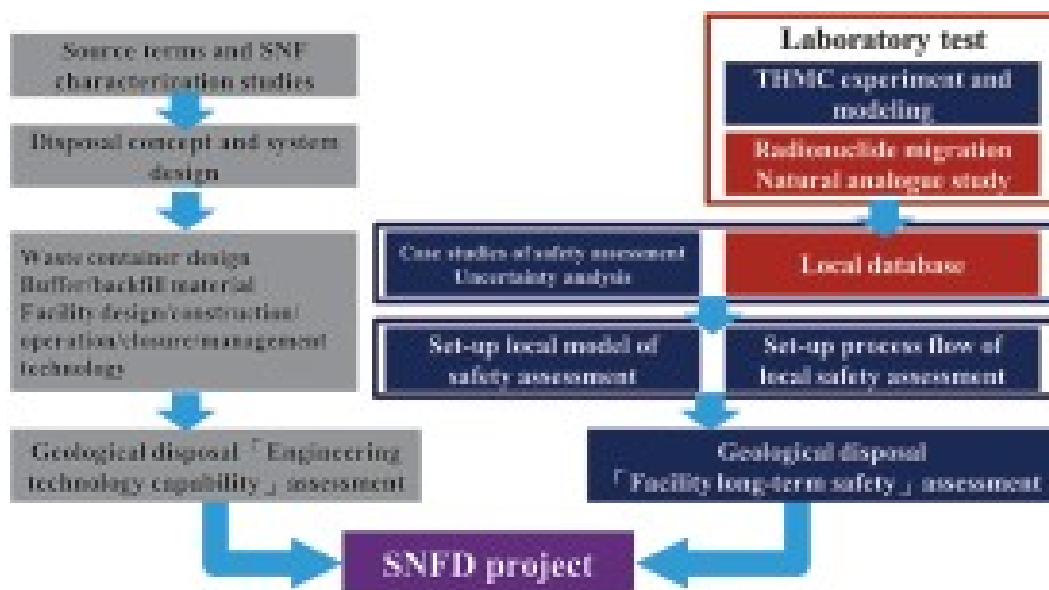 Source terms and SNF
characterization studies
Disposal concept and system
design
Waste container design
Buffer/backfill material
Facility design/construction/
operation/closure/management
technology
Geological disposal「Engineering
technology capability」assessment
Laboratory test
THMC experiment and
modeling
Radionuclide migration
Natural analogue study
Case studies of safety assessment
Uncertainty analysis
Local database
Set-up local model of
safety assessment
Set-up process flow of
local safety assessment
Geological disposal
「Facility long-term safety」assessment
SNFD project